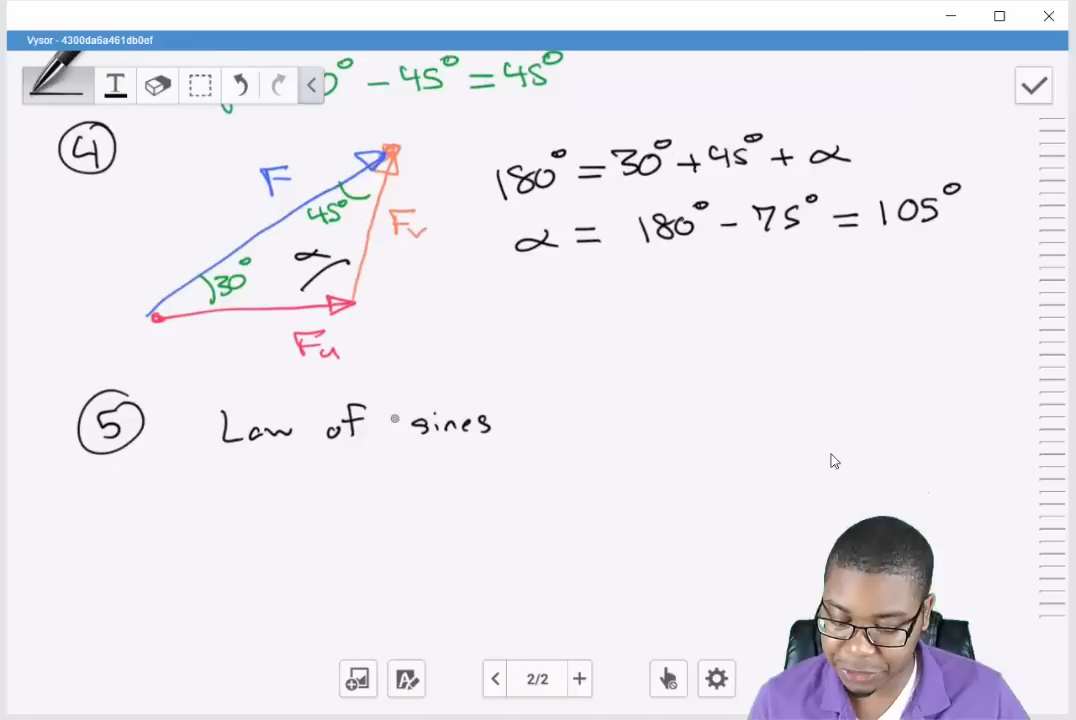 Vysor - 4300da6a461db0ef
T
0° - 45° = 45°
4
F
45°
Fv
α
30°
Fu
180° = 30° + 45° + α
α = 180° - 75° = 105°
5 Law of sines
2/2